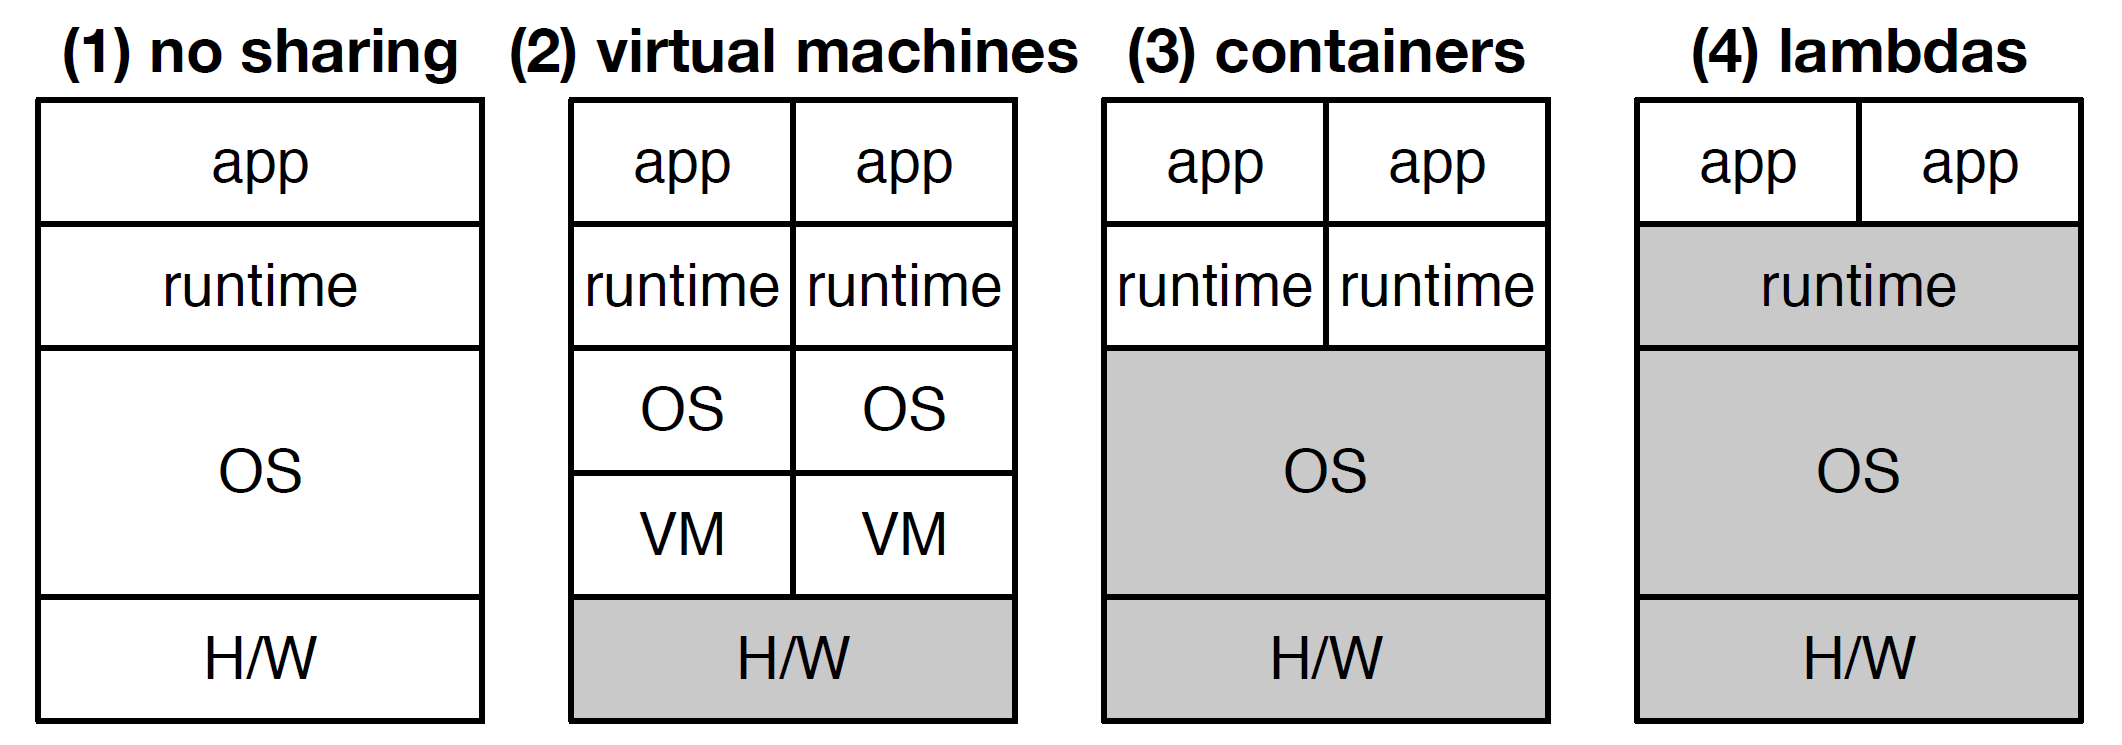 (1) no sharing
app
runtime
OS
H/W
(2) virtual machines
app app
runtime runtime
OS OS
VM VM
H/W
(3) containers
app app
runtime runtime
OS
H/W
(4) lambdas
app app
runtime
OS
H/W